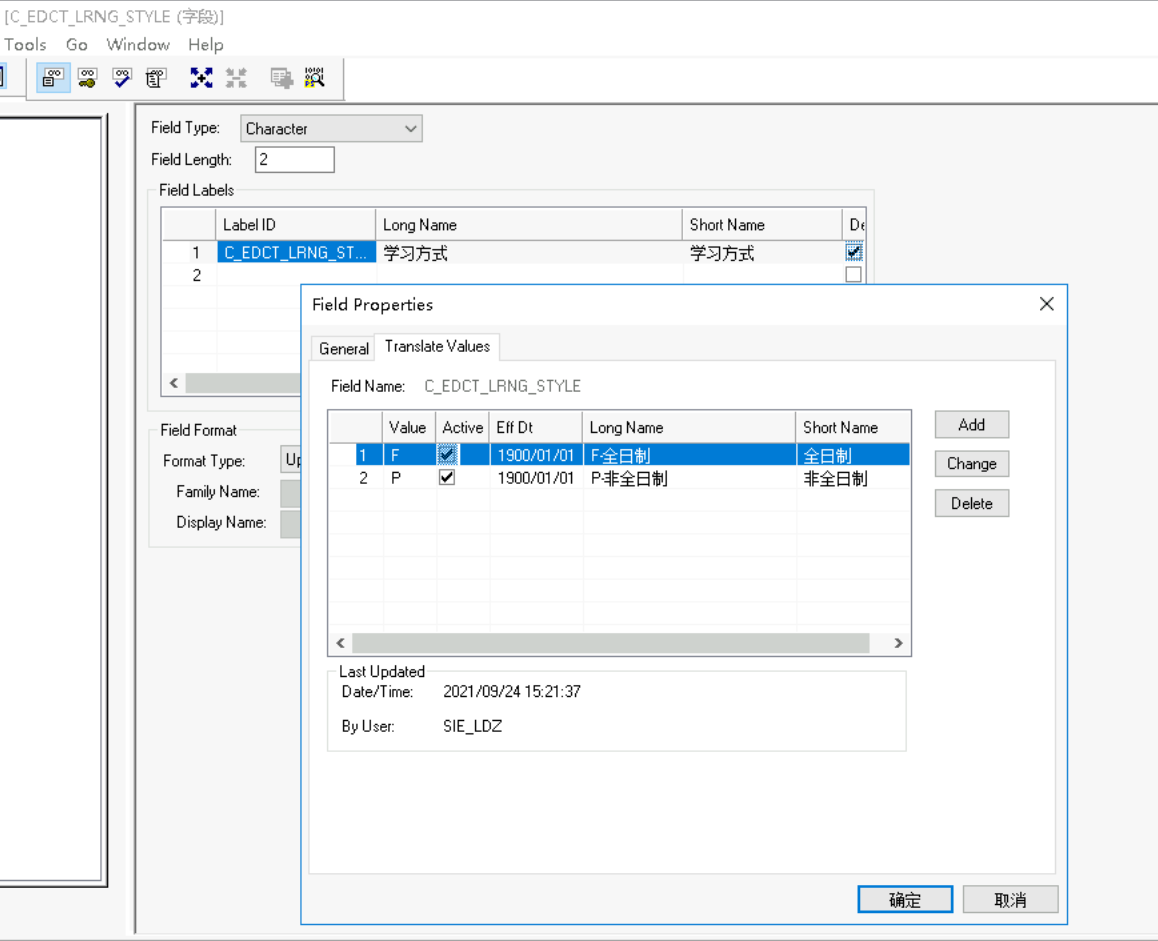 [C_EDCT_LRNG_STYLE (字段)]
Tools Go Window Help
Field Type: Character
Field Length: 2
Field Labels
Label ID Long Name Short Name De
1 C_EDCT_LRNG_ST... 学习方式 学习方式
2
Field Properties
General Translate Values
Field Name: C_EDCT_LRNG_STYLE
Value Active Eff Dt Long Name Short Name
1 F 1900/01/01 F-全日制 全日制
2 P 1900/01/01 P-非全日制 非全日制
Add
Change
Delete
Field Format
Format Type: Up
Family Name:
Display Name:
Last Updated
Date/Time: 2021/09/24 15:21:37
By User: SIE_LDZ
确定 取消